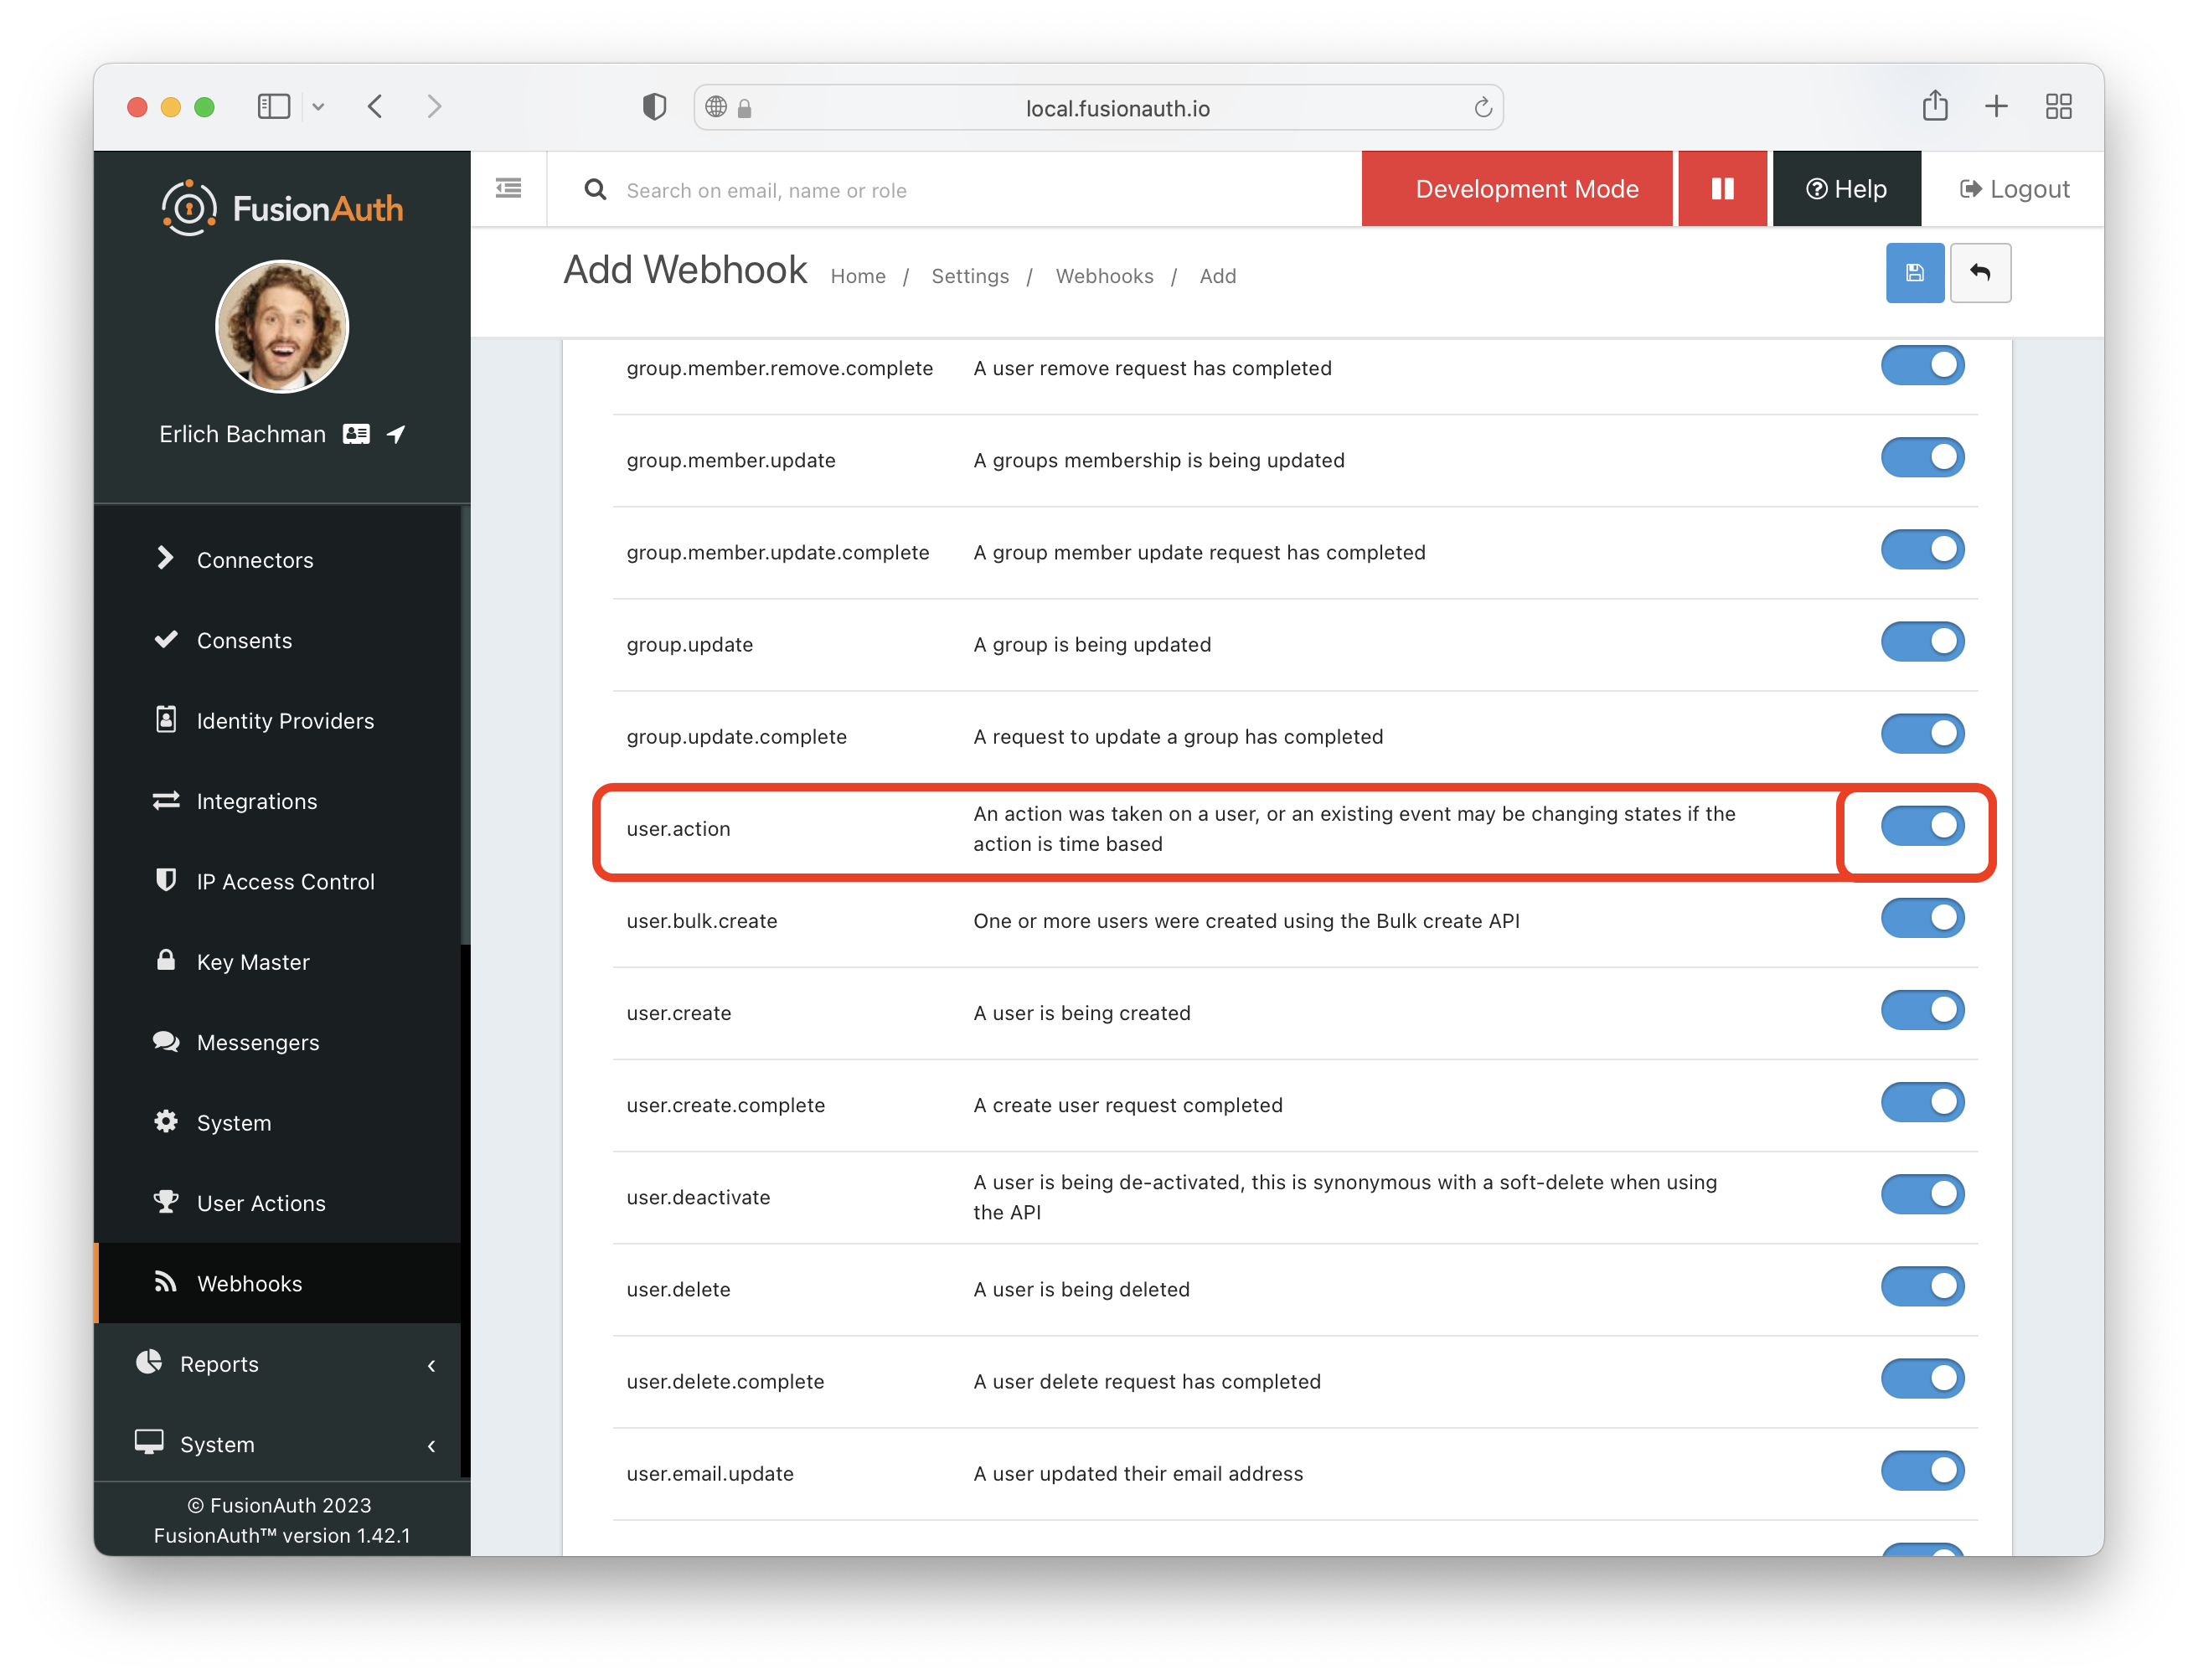 local.fusionauth.io
FusionAuth
Search on email, name or role
Development Mode
Help
Logout
Add Webhook
Home / Settings / Webhooks / Add
Erlich Bachman
Connectors
Consents
Identity Providers
Integrations
IP Access Control
Key Master
Messengers
System
User Actions
Webhooks
Reports
System
© FusionAuth 2023
FusionAuth™ version 1.42.1
group.member.remove.complete A user remove request has completed
group.member.update A groups membership is being updated
group.member.update.complete A group member update request has completed
group.update A group is being updated
group.update.complete A request to update a group has completed
user.action An action was taken on a user, or an existing event may be changing states if the
action is time based
user.bulk.create One or more users were created using the Bulk create API
user.create A user is being created
user.create.complete A create user request completed
user.deactivate A user is being de-activated, this is synonymous with a soft-delete when using
the API
user.delete A user is being deleted
user.delete.complete A user delete request has completed
user.email.update A user updated their email address